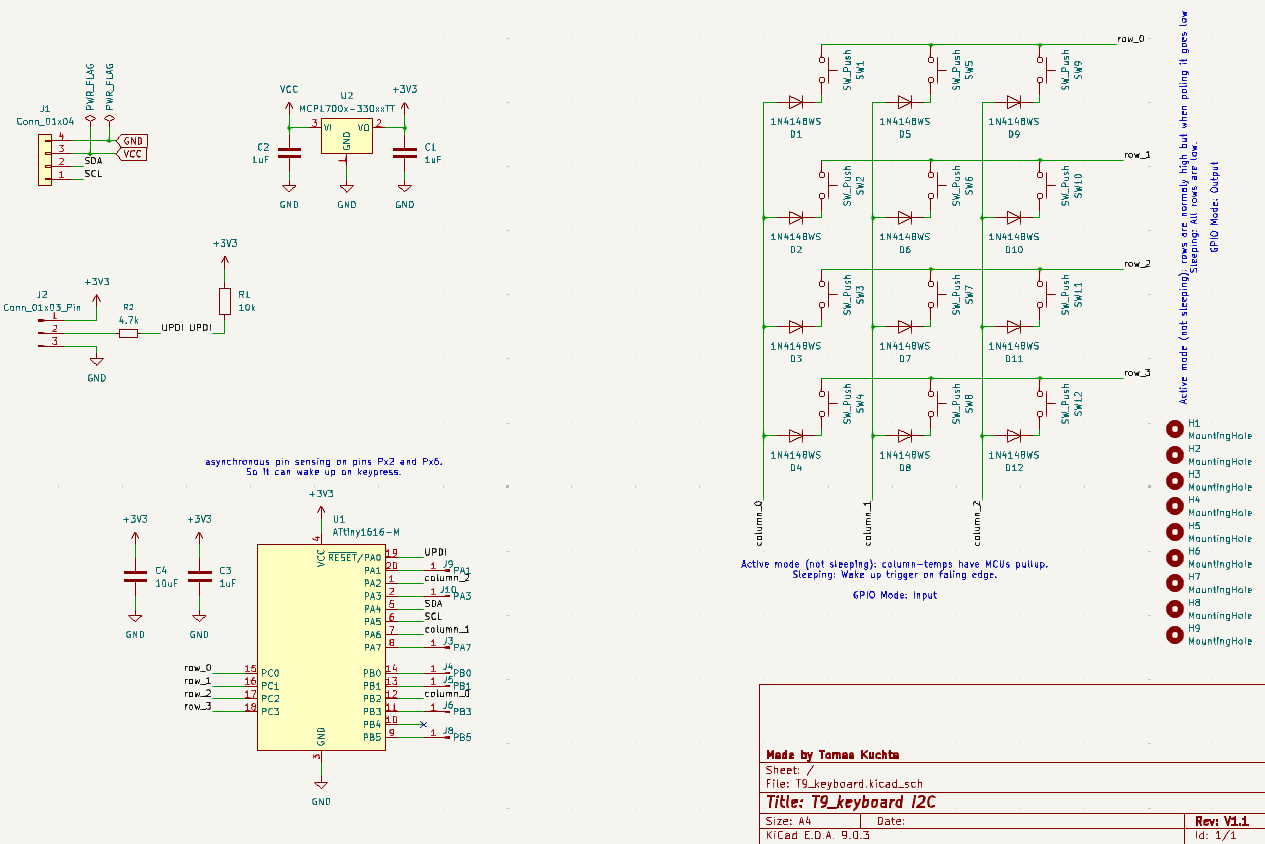 J1
Conn_01x04
PWR_FLAG
PWR_FLAG
4
3
2
1
GND
VCC
SDA
SCL
VCC
U2
MCP1700x-330xxTT
+3V3
3
VI
VO
2
GND
1
C2
1uF
C1
1uF
GND
GND
GND
+3V3
R1
10k
J2
Conn_01x03_Pin
+3V3
1
2
3
R2
4.7k
UPDI
UPDI
GND
asynchronous pin sensing on pins Px2 and Px6.
So it can wake up on keypress.
+3V3
C4
10uF
GND
+3V3
C3
1uF
GND
+3V3
U1
ATtiny1616-M
4
VCC
RESET/PA0
19
UPDI
PA1
20
1
J9
PA1
PA2
1
column_2
PA3
2
1
J10
PA3
PA4
5
SDA
PA5
6
SCL
PA6
7
column_1
PA7
8
1
J3
PA7
row_0
15
PC0
row_1
16
PC1
row_2
17
PC2
row_3
18
PC3
PB0
14
1
J4
PB0
PB1
13
1
J5
PB1
PB2
12
column_0
PB3
11
1
J6
PB3
PB4
10
PB5
9
1
J8
PB5
GND
3
GND
row_0
SW_Push
SW1
SW_Push
SW5
SW_Push
SW9
1N4148WS
D1
1N4148WS
D5
1N4148WS
D9
row_1
SW_Push
SW2
SW_Push
SW6
SW_Push
SW10
1N4148WS
D2
1N4148WS
D6
1N4148WS
D10
row_2
SW_Push
SW3
SW_Push
SW7
SW_Push
SW11
1N4148WS
D3
1N4148WS
D7
1N4148WS
D11
row_3
SW_Push
SW4
SW_Push
SW8
SW_Push
SW12
1N4148WS
D4
1N4148WS
D8
1N4148WS
D12
column_0
column_1
column_2
Active mode (not sleeping): column-temps have MCUs pullup.
Sleeping: Wake up trigger on faling edge.
GPIO Mode: Input
Active mode (not sleeping): rows are normaly high but when poling it goes low
Sleeping: All rows are low.
GPIO Mode: Output
H1
MountingHole
H2
MountingHole
H3
MountingHole
H4
MountingHole
H5
MountingHole
H6
MountingHole
H7
MountingHole
H8
MountingHole
H9
MountingHole
Made by Tomas Kuchta
Sheet: /
File: T9_keyboard.kicad_sch
Title: T9_keyboard I2C
Size: A4
Date:
Rev: V1.1
KiCad E.D.A. 9.0.3
Id: 1/1